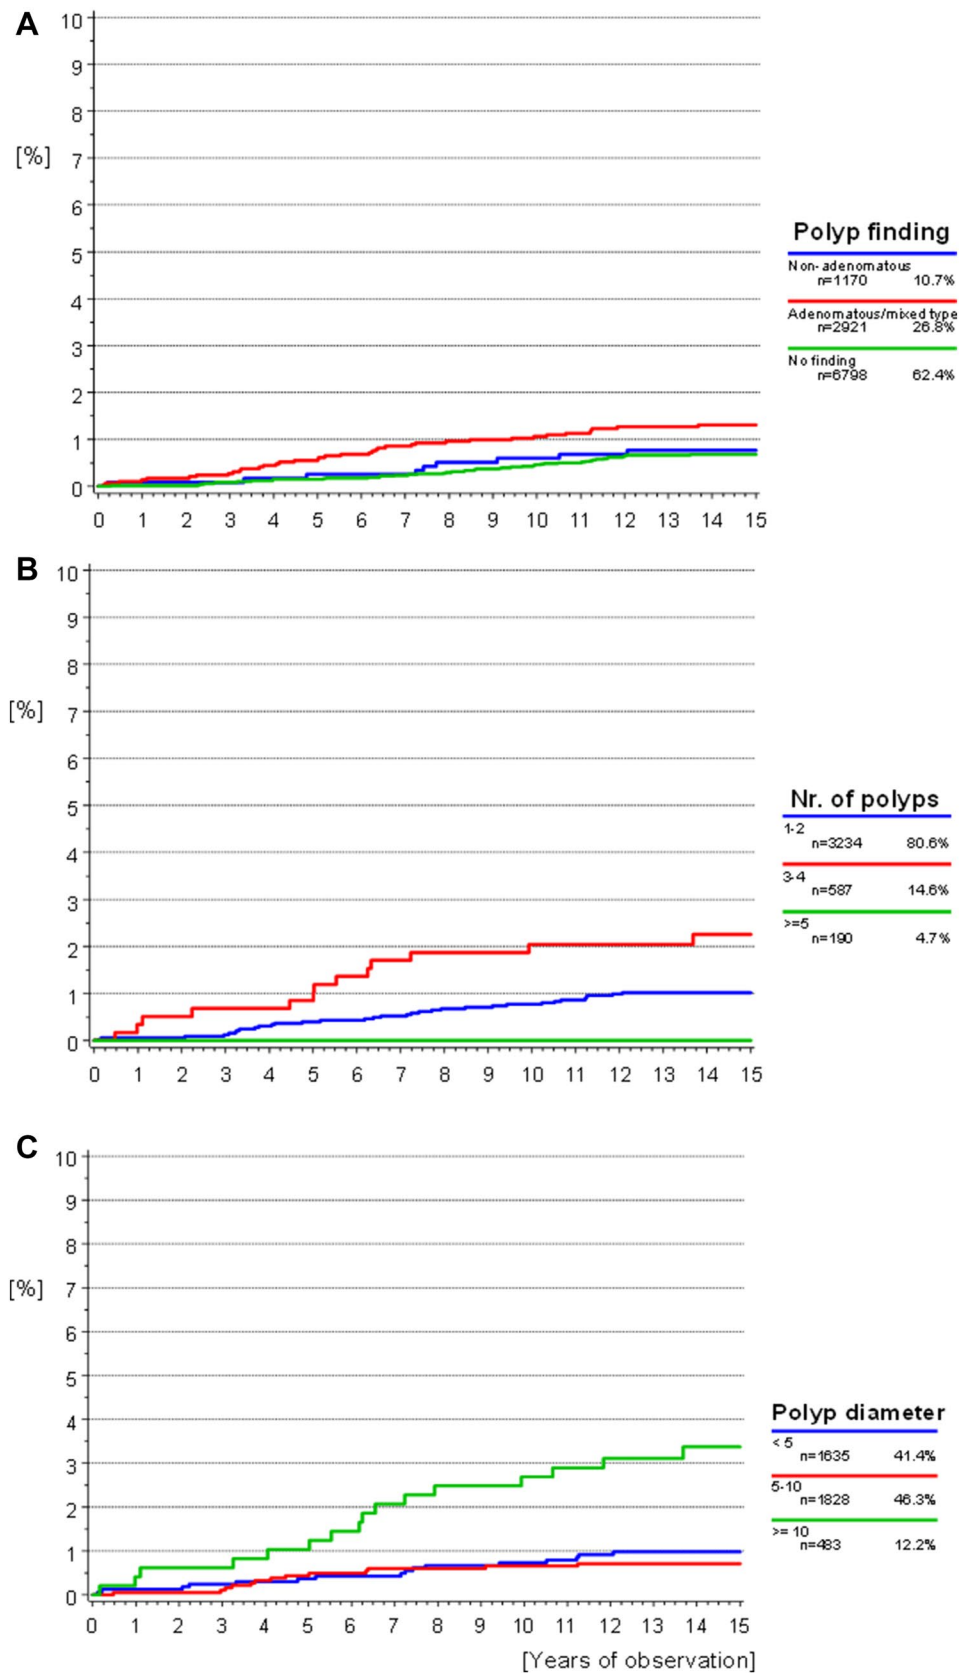 A
10
9
8
[%] 7
6
5
4
3
2
1
0
0 1 2 3 4 5 6 7 8 9 10 11 12 13 14 15
Polyp finding
Non-adenomatous
n=1170 10.7%
Adenomatous/mixed type
n=2921 26.8%
No finding
n=6798 62.4%
B
10
9
8
[%] 7
6
5
4
3
2
1
0
0 1 2 3 4 5 6 7 8 9 10 11 12 13 14 15
Nr. of polyps
1-2
n=3234 80.6%
3-4
n=587 14.6%
>=5
n=190 4.7%
C
10
9
8
[%] 7
6
5
4
3
2
1
0
0 1 2 3 4 5 6 7 8 9 10 11 12 13 14 15
[Years of observation]
Polyp diameter
< 5
n=1635 41.4%
5-10
n=1828 46.3%
>= 10
n=483 12.2%